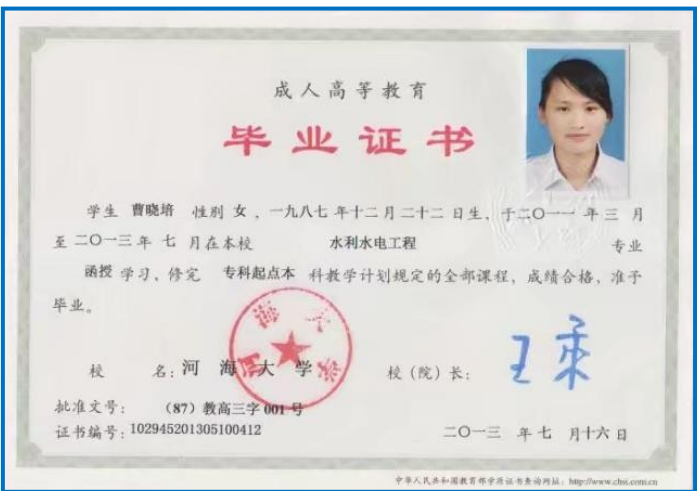 成人高等教育
毕业证书
学生 曹晓培 性别 女 ，一九八七 年十二月二十二 日生，于二〇一一 年 三 月
至 二〇一三 年 七 月在本校 水利水电工程 专业
函授 学习，修完 专科起点本 科教学计划规定的全部课程，成绩合格，准予
毕业。
河海大学
校 名：河 海 大 学 校（院）长：
批准文号： （87）教高三字 001 号
证书编号：102945201305100412 二〇一三 年 七 月十六 日
中华人民共和国教育部学历证书查询网址：http://www.chsi.com.cn